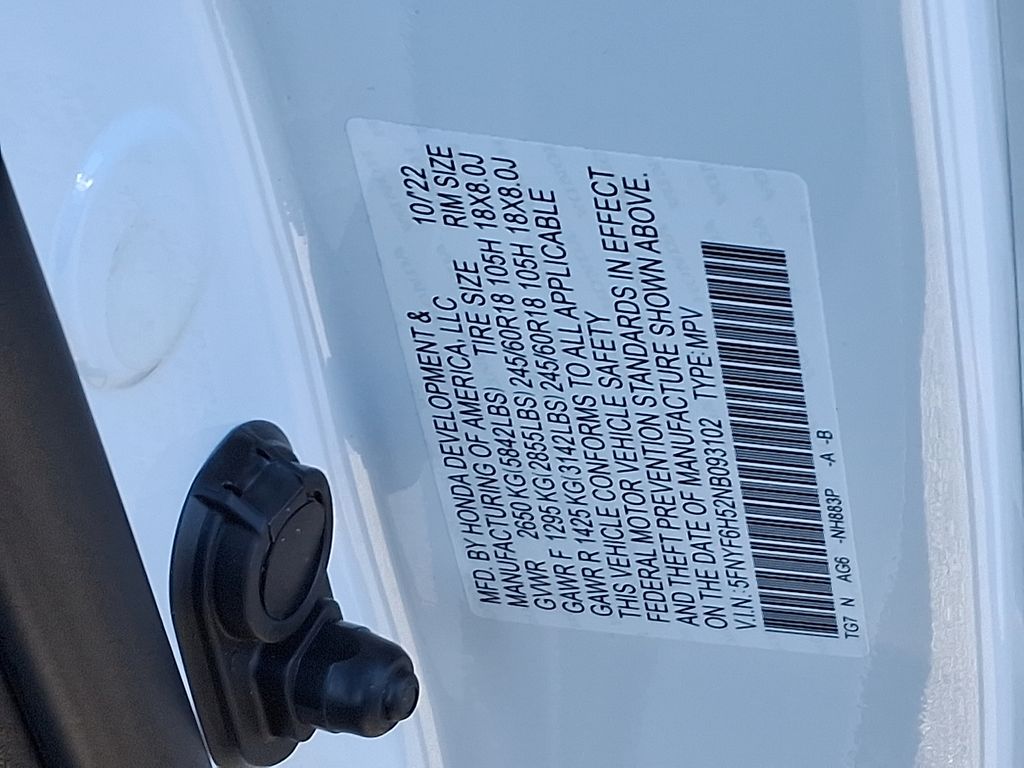 MFD. BY HONDA DEVELOPMENT &
MANUFACTURING OF AMERICA, LLC 10/22
GVWR 2650 KG(5842LBS) TIRE SIZE RIM SIZE
GAWR F 1295 KG(2855LBS) 245/60R18 105H 18X8.0J
GAWR R 1425 KG(3142LBS) 245/60R18 105H 18X8.0J
THIS VEHICLE CONFORMS TO ALL APPLICABLE
FEDERAL MOTOR VEHICLE SAFETY
AND THEFT PREVENTION STANDARDS IN EFFECT
ON THE DATE OF MANUFACTURE SHOWN ABOVE.
V.I.N.:5FNYF6H52NB093102 TYPE:MPV
TG7 N AG6 -NH883P -A -B